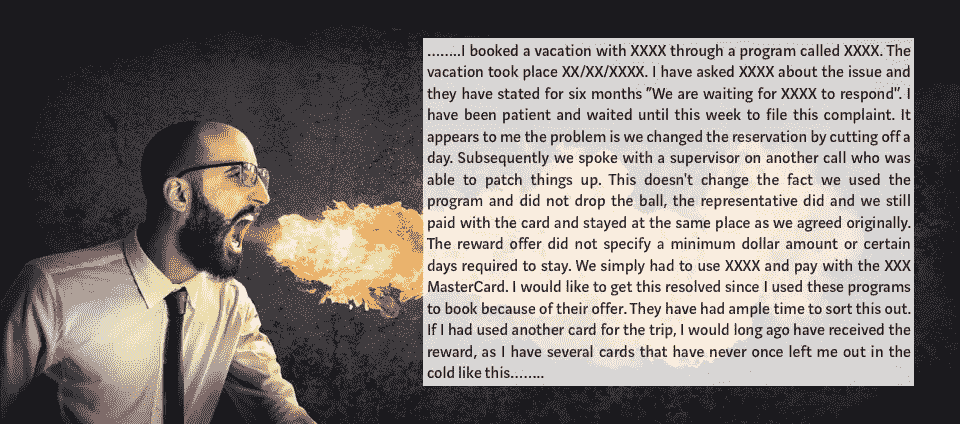 ........I booked a vacation with XXXX through a program called XXXX. The
vacation took place XX/XX/XXXX. I have asked XXXX about the issue and
they have stated for six months "We are waiting for XXXX to respond". I
have been patient and waited until this week to file this complaint. It
appears to me the problem is we changed the reservation by cutting off a
day. Subsequently we spoke with a supervisor on another call who was
able to patch things up. This doesn't change the fact we used the
program and did not drop the ball, the representative did and we still
paid with the card and stayed at the same place as we agreed originally.
The reward offer did not specify a minimum dollar amount or certain
days required to stay. We simply had to use XXXX and pay with the XXX
MasterCard. I would like to get this resolved since I used these programs
to book because of their offer. They have had ample time to sort this out.
If I had used another card for the trip, I would long ago have received the
reward, as I have several cards that have never once left me out in the
cold like this........